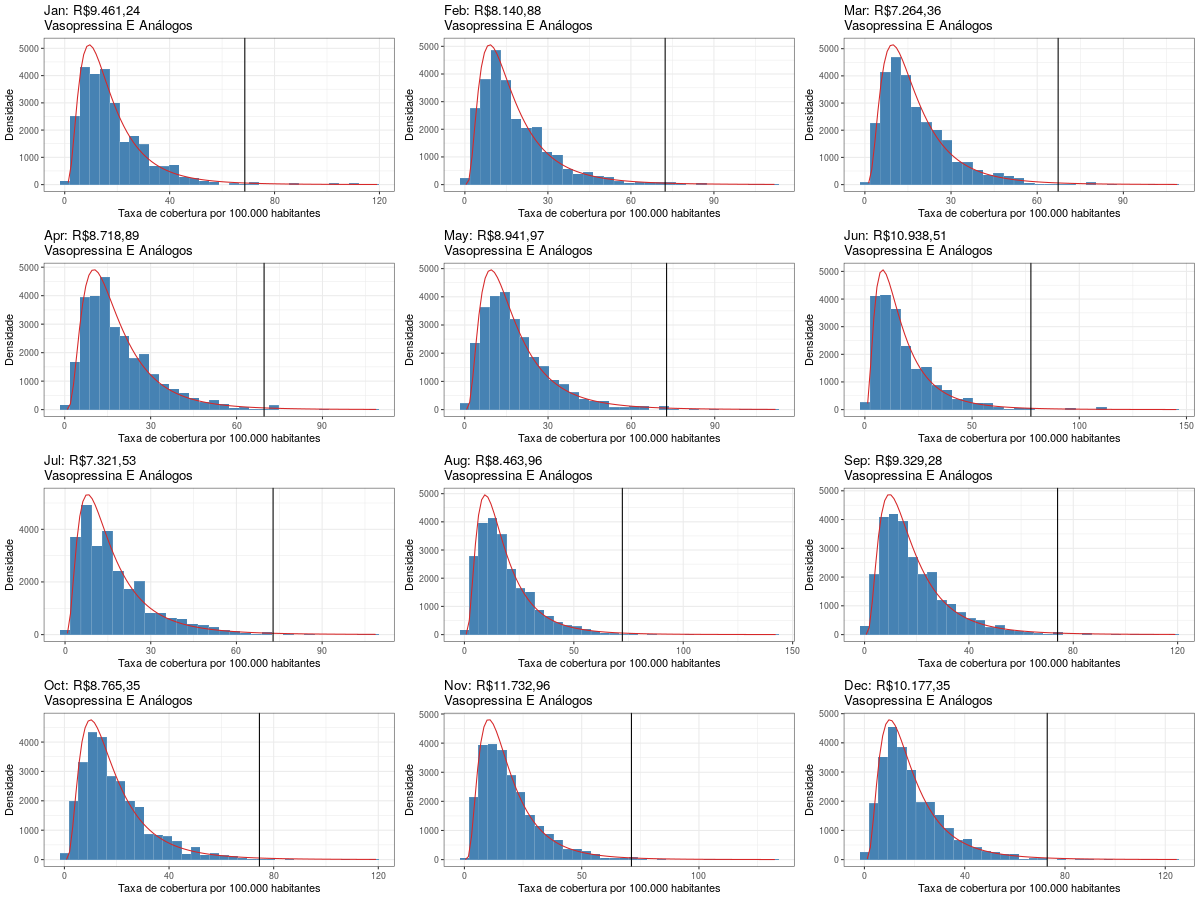 Jan: R$9.461,24
Vasopressina E Análogos
Densidade
5000
4000
3000
2000
1000
0
0 40 80 120
Taxa de cobertura por 100.000 habitantes
Feb: R$8.140,88
Vasopressina E Análogos
Densidade
5000
4000
3000
2000
1000
0
0 30 60 90
Taxa de cobertura por 100.000 habitantes
Mar: R$7.264,36
Vasopressina E Análogos
Densidade
5000
4000
3000
2000
1000
0
0 30 60 90
Taxa de cobertura por 100.000 habitantes
Apr: R$8.718,89
Vasopressina E Análogos
Densidade
5000
4000
3000
2000
1000
0
0 30 60 90
Taxa de cobertura por 100.000 habitantes
May: R$8.941,97
Vasopressina E Análogos
Densidade
5000
4000
3000
2000
1000
0
0 30 60 90
Taxa de cobertura por 100.000 habitantes
Jun: R$10.938,51
Vasopressina E Análogos
Densidade
5000
4000
3000
2000
1000
0
0 50 100 150
Taxa de cobertura por 100.000 habitantes
Jul: R$7.321,53
Vasopressina E Análogos
Densidade
4000
2000
0
0 30 60 90
Taxa de cobertura por 100.000 habitantes
Aug: R$8.463,96
Vasopressina E Análogos
Densidade
5000
4000
3000
2000
1000
0
0 50 100 150
Taxa de cobertura por 100.000 habitantes
Sep: R$9.329,28
Vasopressina E Análogos
Densidade
5000
4000
3000
2000
1000
0
0 40 80 120
Taxa de cobertura por 100.000 habitantes
Oct: R$8.765,35
Vasopressina E Análogos
Densidade
4000
3000
2000
1000
0
0 40 80 120
Taxa de cobertura por 100.000 habitantes
Nov: R$11.732,96
Vasopressina E Análogos
Densidade
5000
4000
3000
2000
1000
0
0 50 100
Taxa de cobertura por 100.000 habitantes
Dec: R$10.177,35
Vasopressina E Análogos
Densidade
5000
4000
3000
2000
1000
0
0 40 80 120
Taxa de cobertura por 100.000 habitantes